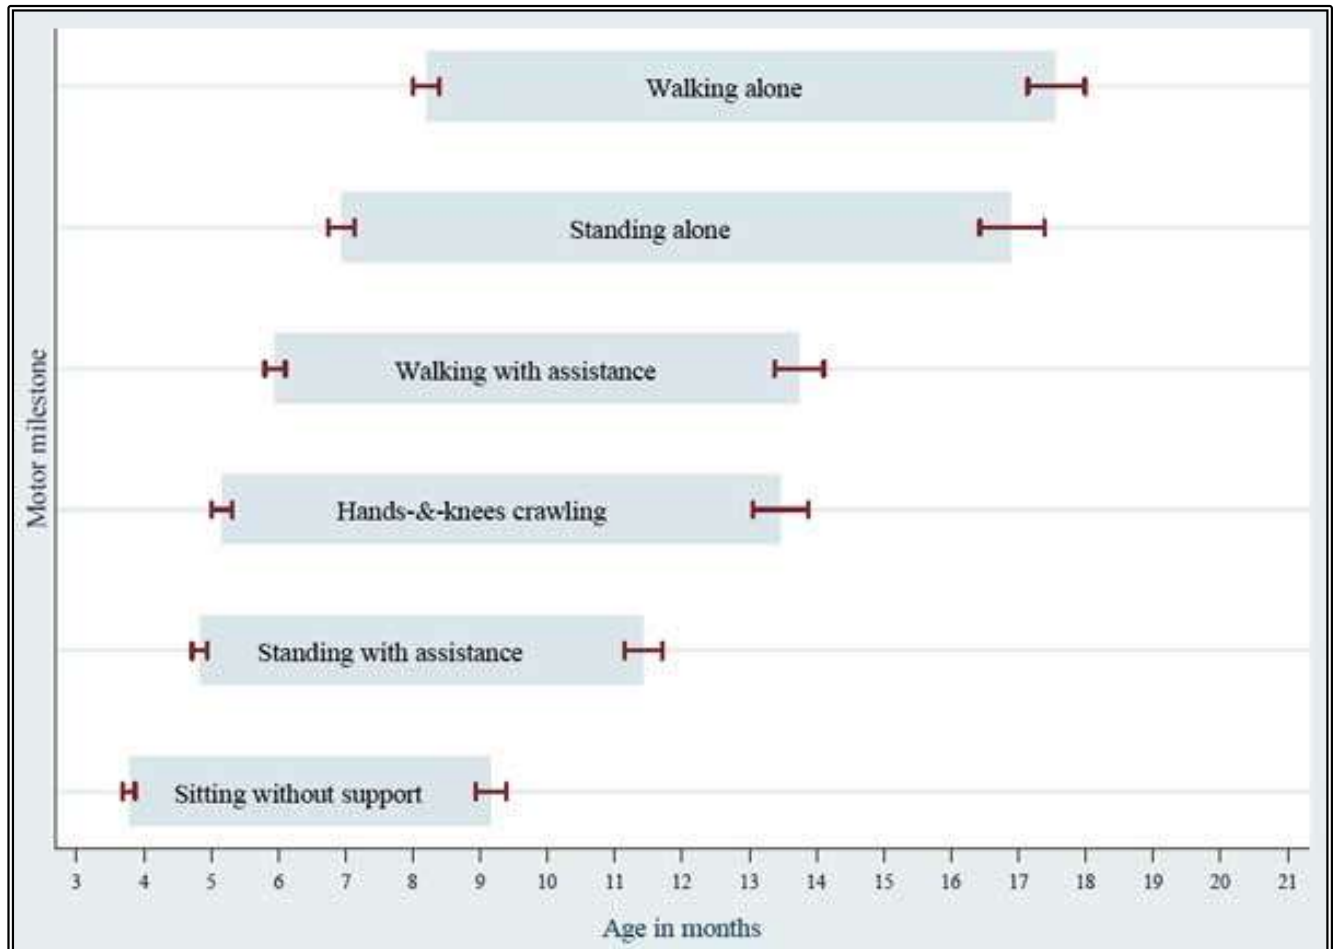 Walking alone
Standing alone
Walking with assistance
Hands-&-knees crawling
Standing with assistance
Sitting without support
Motor milestone
3 4 5 6 7 8 9 10 11 12 13 14 15 16 17 18 19 20 21
Age in months